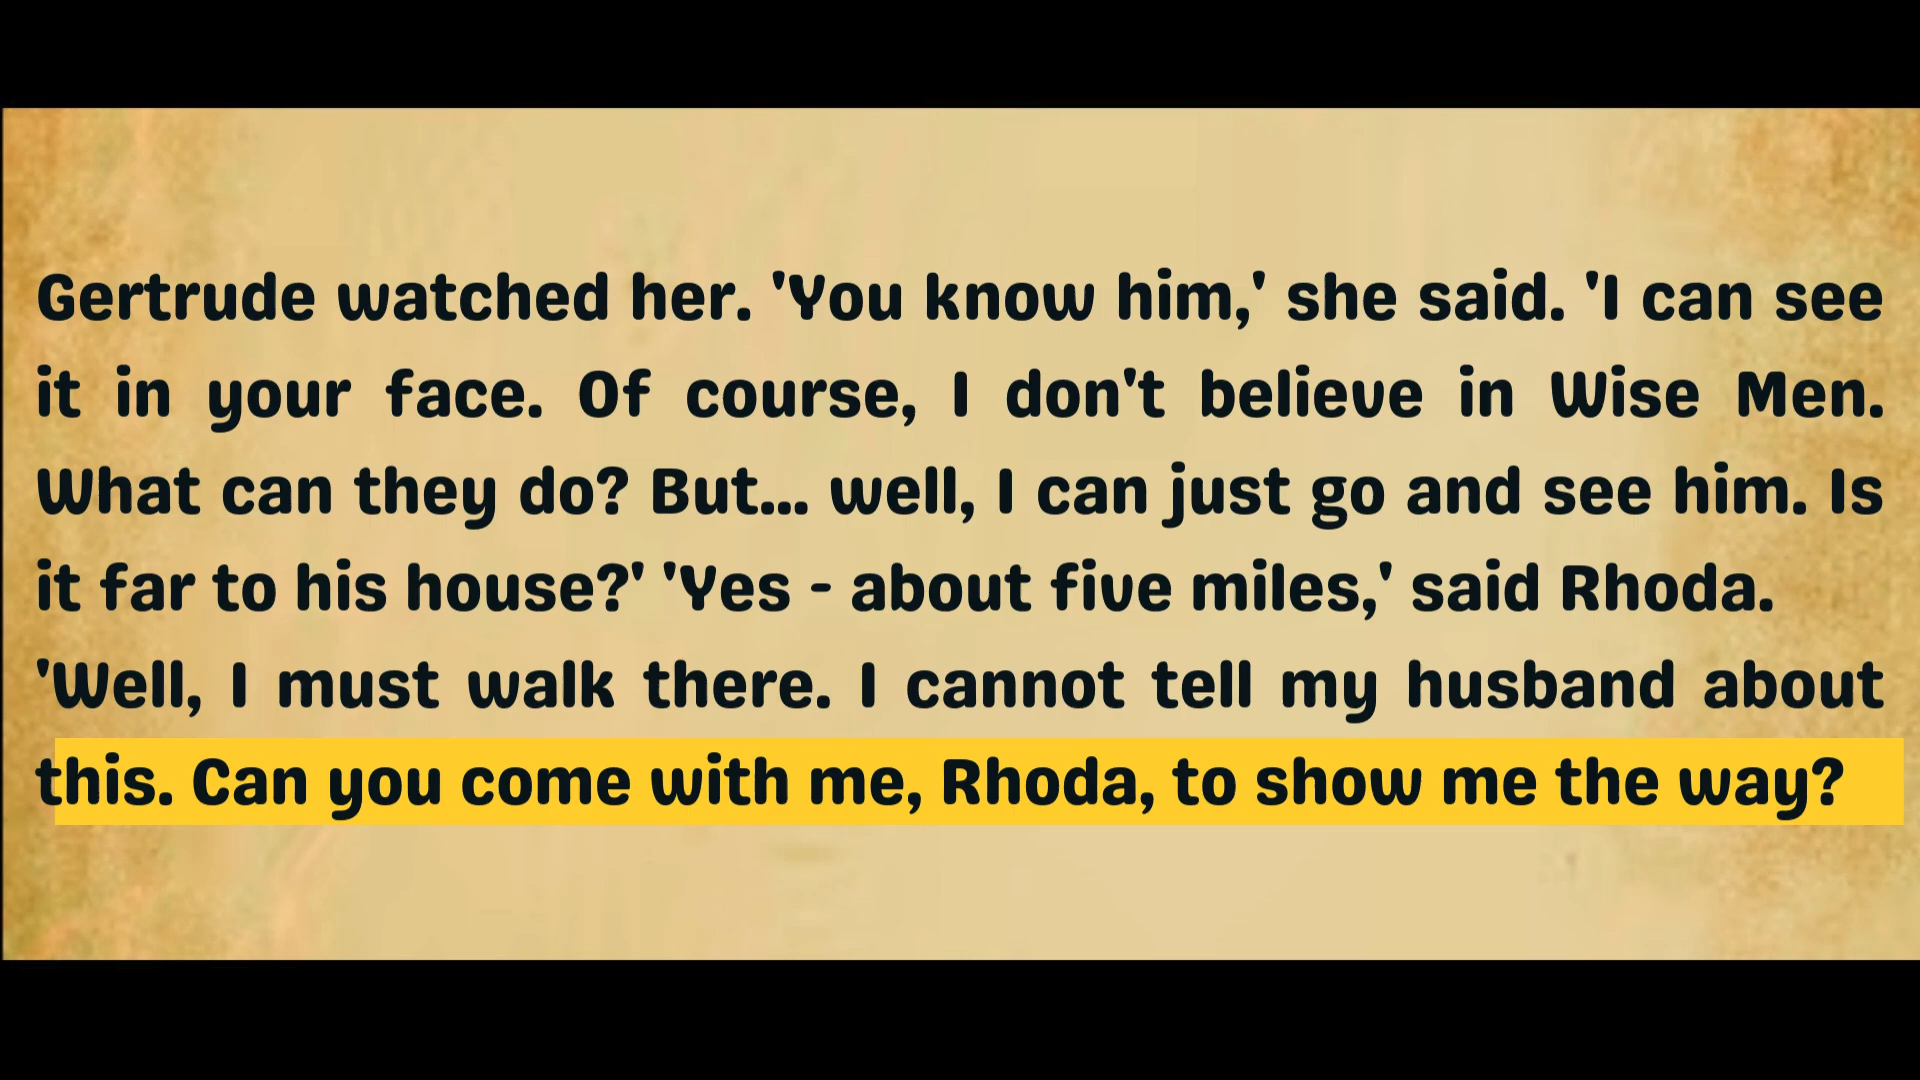 Gertrude watched her. 'You know him,' she said. 'I can see
it in your face. Of course, I don't believe in Wise Men.
What can they do? But... well, I can just go and see him. Is
it far to his house?' 'Yes - about five miles,' said Rhoda.
'Well, I must walk there. I cannot tell my husband about
this. Can you come with me, Rhoda, to show me the way?